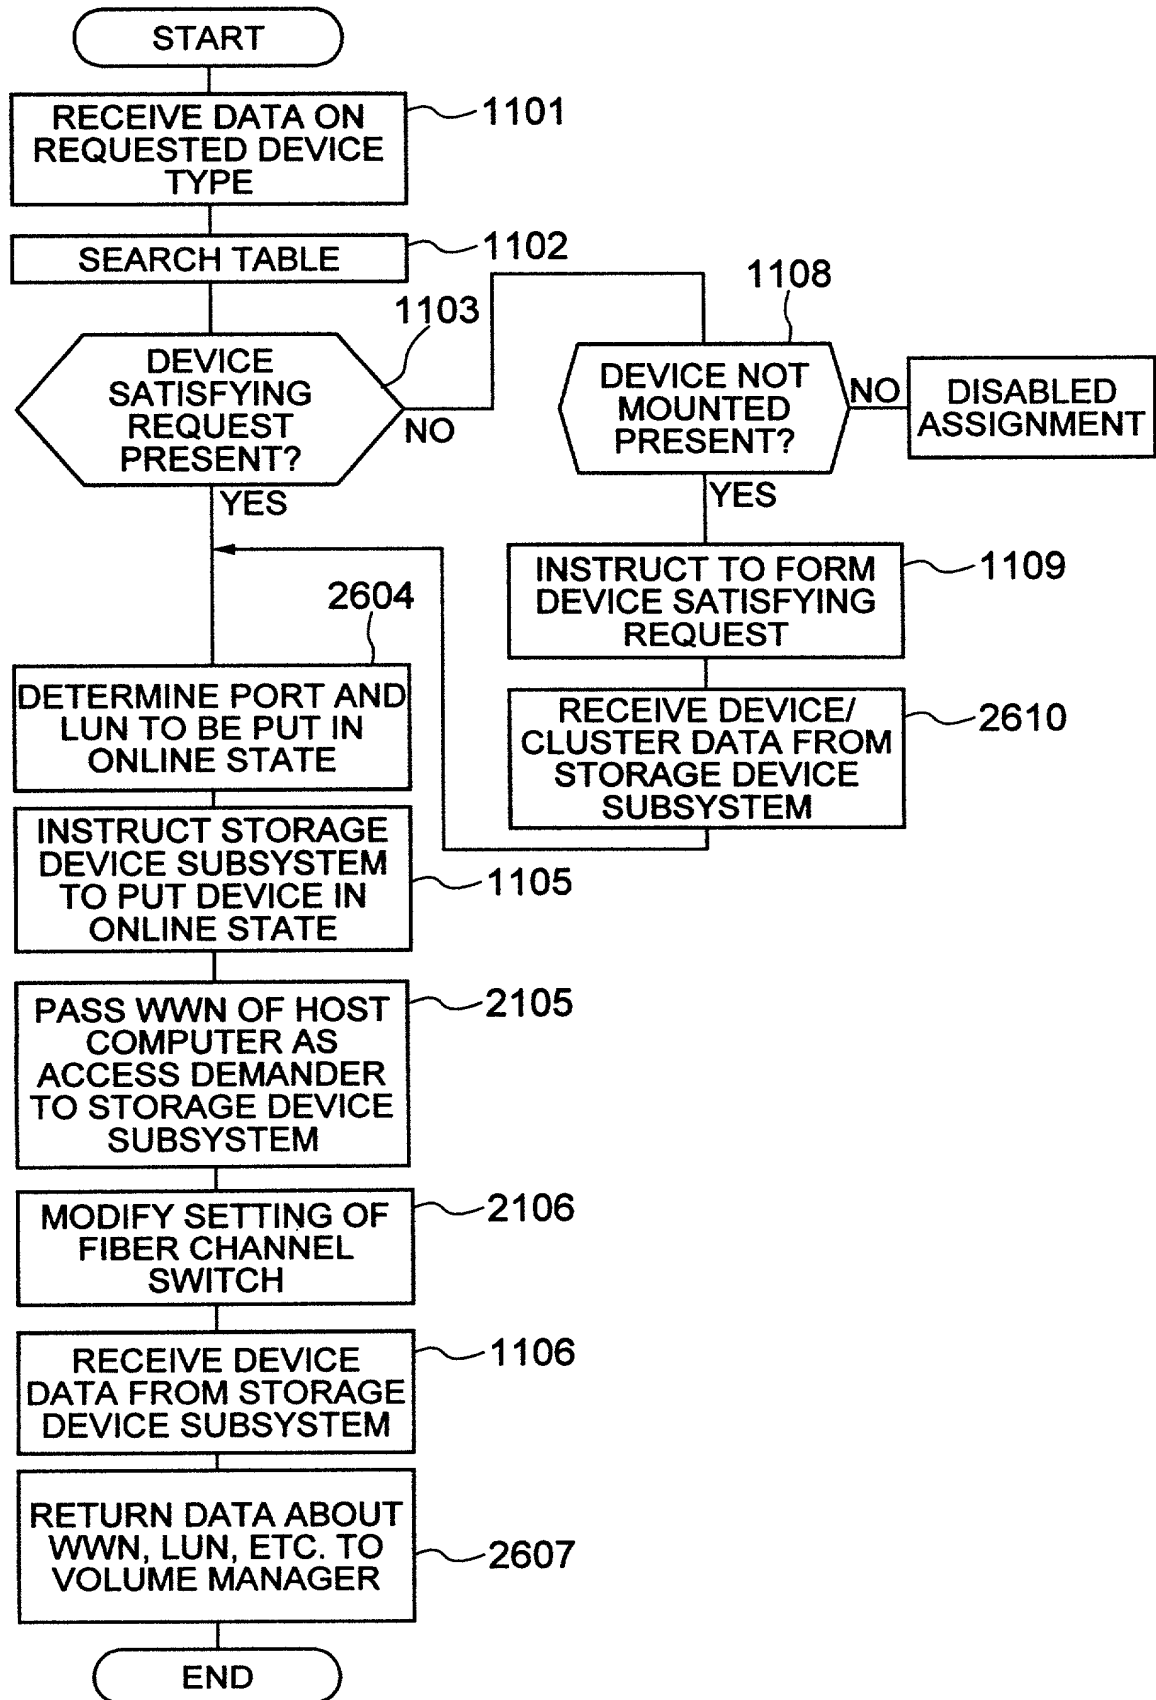 START
RECEIVE DATA ON
REQUESTED DEVICE
TYPE
1101
SEARCH TABLE
1102
DEVICE
SATISFYING
REQUEST
PRESENT?
1103
NO
YES
DEVICE NOT
MOUNTED
PRESENT?
1108
NO
DISABLED
ASSIGNMENT
YES
INSTRUCT TO FORM
DEVICE SATISFYING
REQUEST
1109
RECEIVE DEVICE/
CLUSTER DATA FROM
STORAGE DEVICE
SUBSYSTEM
2610
2604
DETERMINE PORT AND
LUN TO BE PUT IN
ONLINE STATE
INSTRUCT STORAGE
DEVICE SUBSYSTEM
TO PUT DEVICE IN
ONLINE STATE
1105
PASS WWN OF HOST
COMPUTER AS
ACCESS DEMANDER
TO STORAGE DEVICE
SUBSYSTEM
2105
MODIFY SETTING OF
FIBER CHANNEL
SWITCH
2106
RECEIVE DEVICE
DATA FROM STORAGE
DEVICE SUBSYSTEM
1106
RETURN DATA ABOUT
WWN, LUN, ETC. TO
VOLUME MANAGER
2607
END